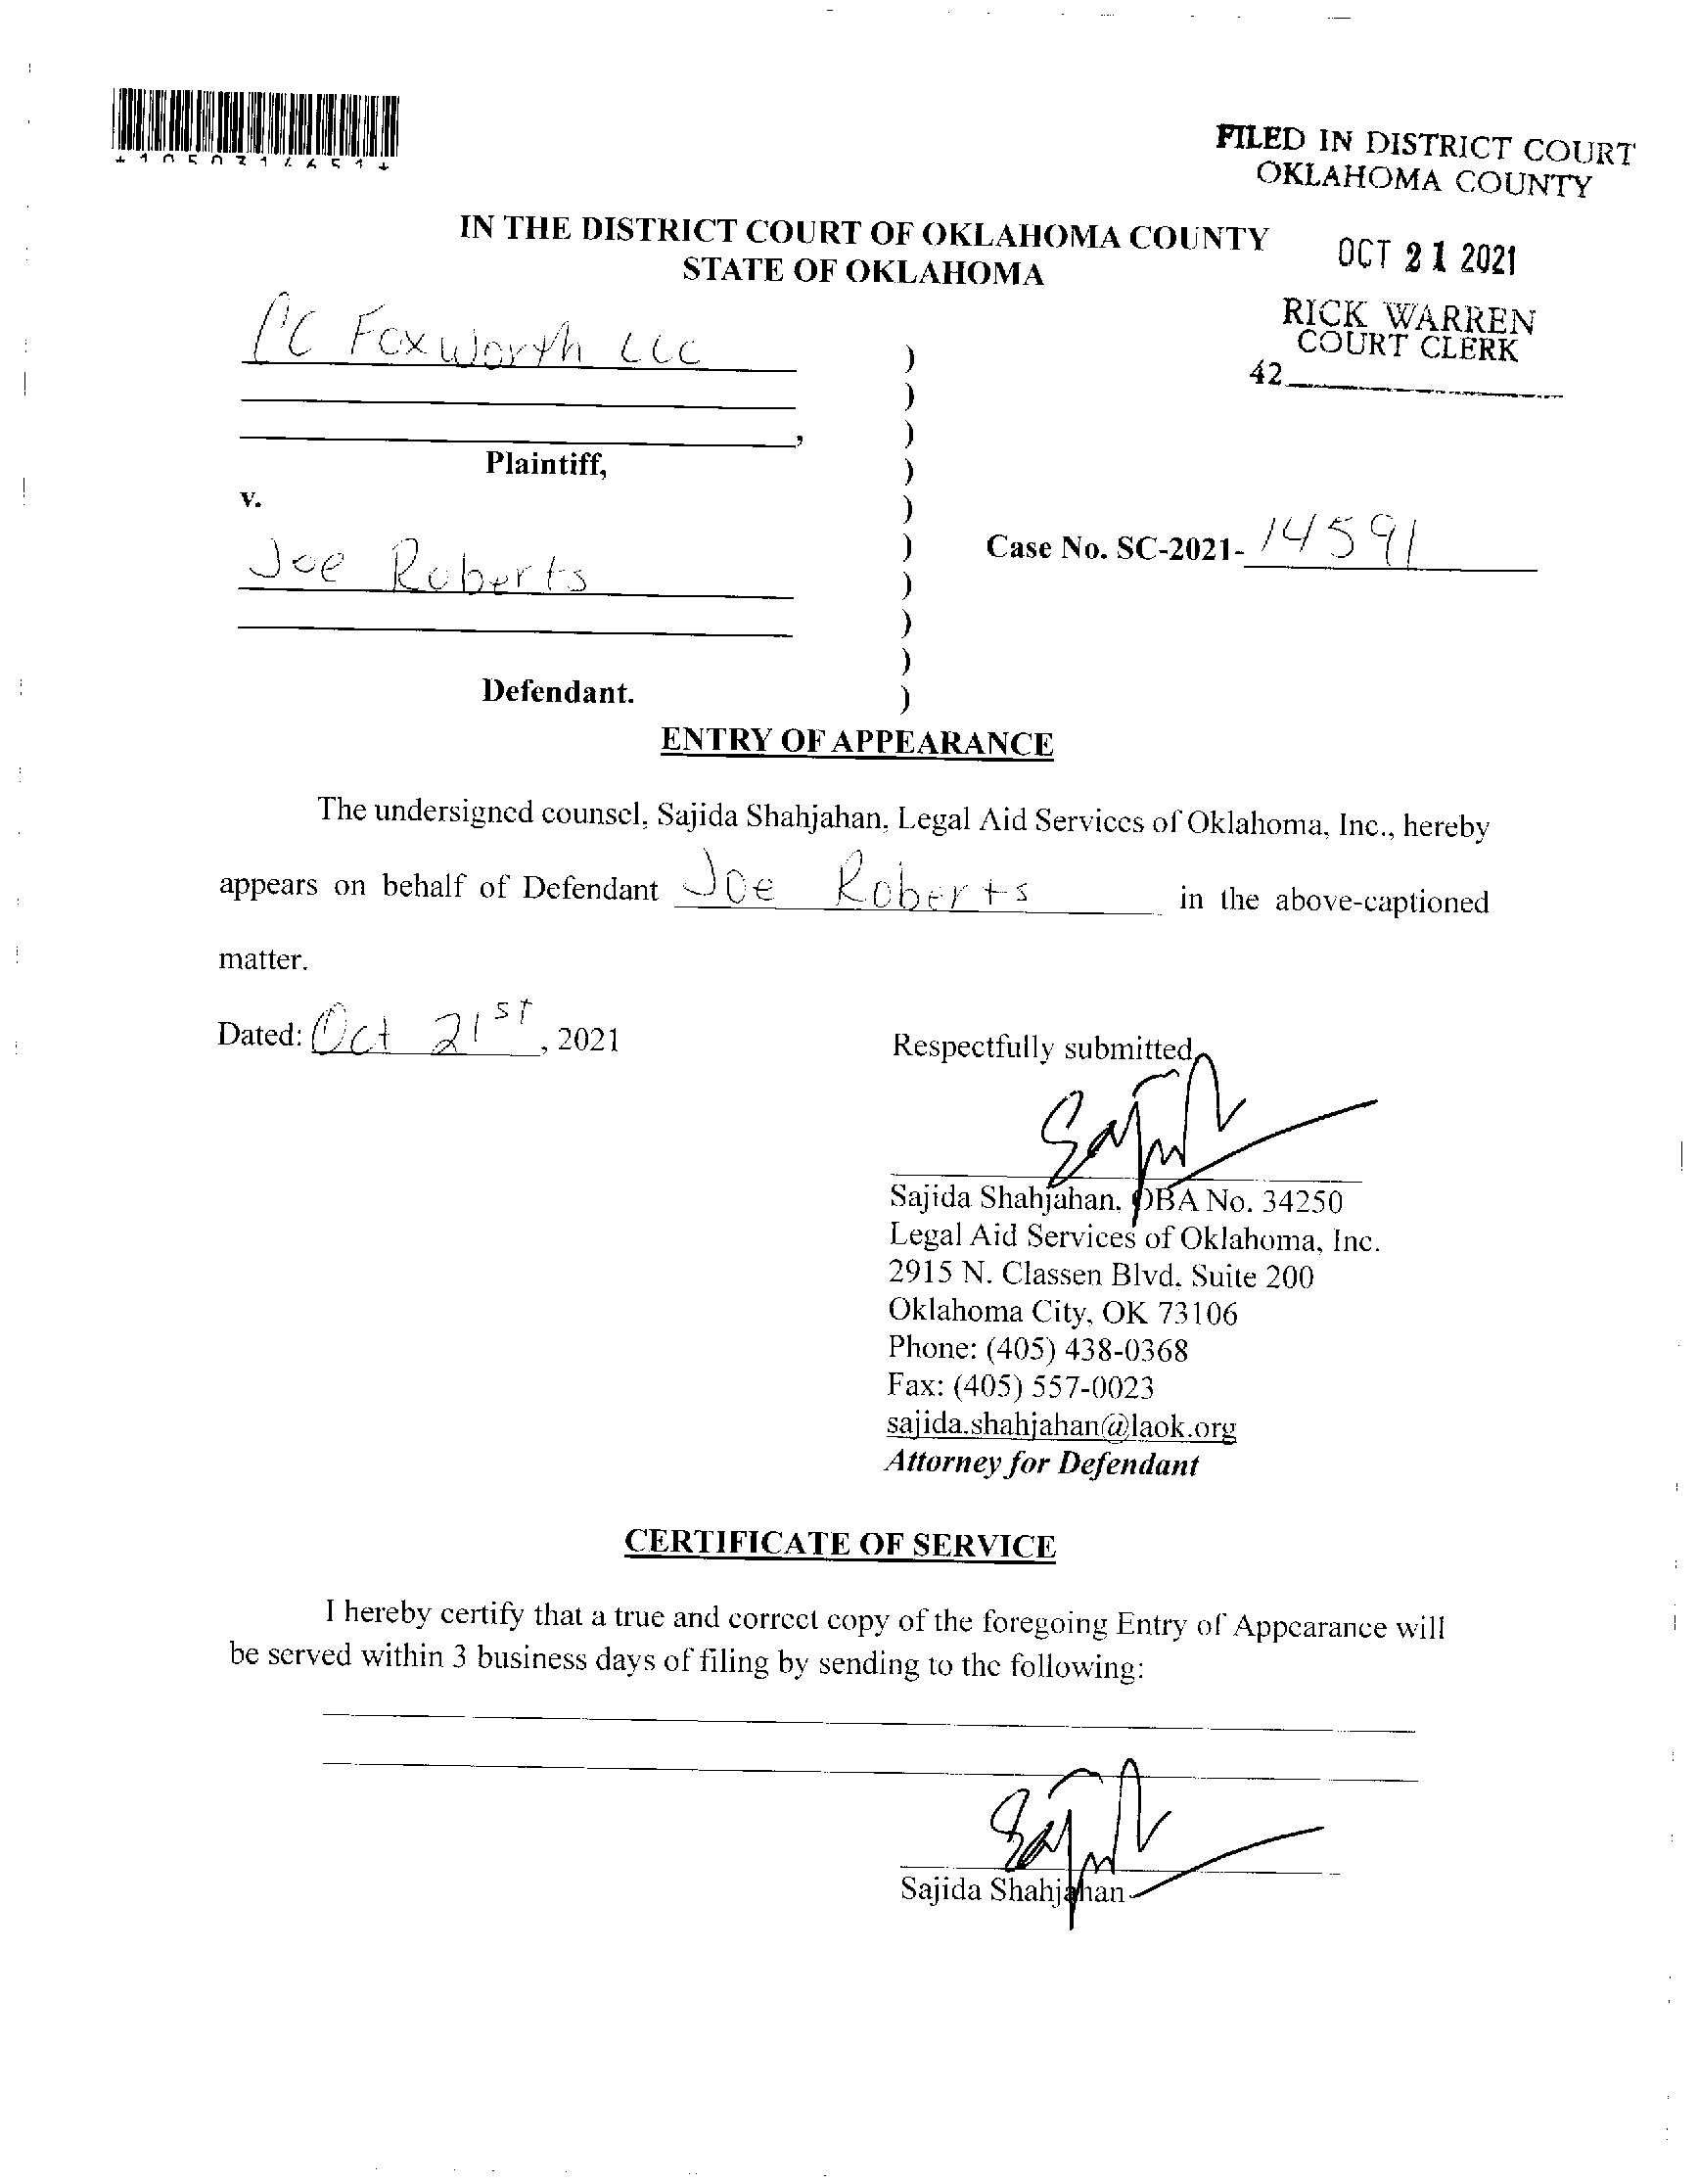 FILED IN DISTRICT COURT
OKLAHOMA COUNTY
IN THE DISTRICT COURT OF OKLAHOMA COUNTY
STATE OF OKLAHOMA
OCT 21 2021
RICK WARREN
COURT CLERK
42
PC Foxworth LLC
,
Plaintiff,
v.
Case No. SC-2021- 14591
Joe Roberts
Defendant.
ENTRY OF APPEARANCE
The undersigned counsel, Sajida Shahjahan, Legal Aid Services of Oklahoma, Inc., hereby
appears on behalf of Defendant Joe Roberts in the above-captioned
matter.
Dated: Oct 21st, 2021
Respectfully submitted,
Sajida Shahjahan, OBA No. 34250
Legal Aid Services of Oklahoma, Inc.
2915 N. Classen Blvd. Suite 200
Oklahoma City, OK 73106
Phone: (405) 438-0368
Fax: (405) 557-0023
sajida.shahjahan@laok.org
Attorney for Defendant
CERTIFICATE OF SERVICE
I hereby certify that a true and correct copy of the foregoing Entry of Appearance will
be served within 3 business days of filing by sending to the following:
Sajida Shahjahan